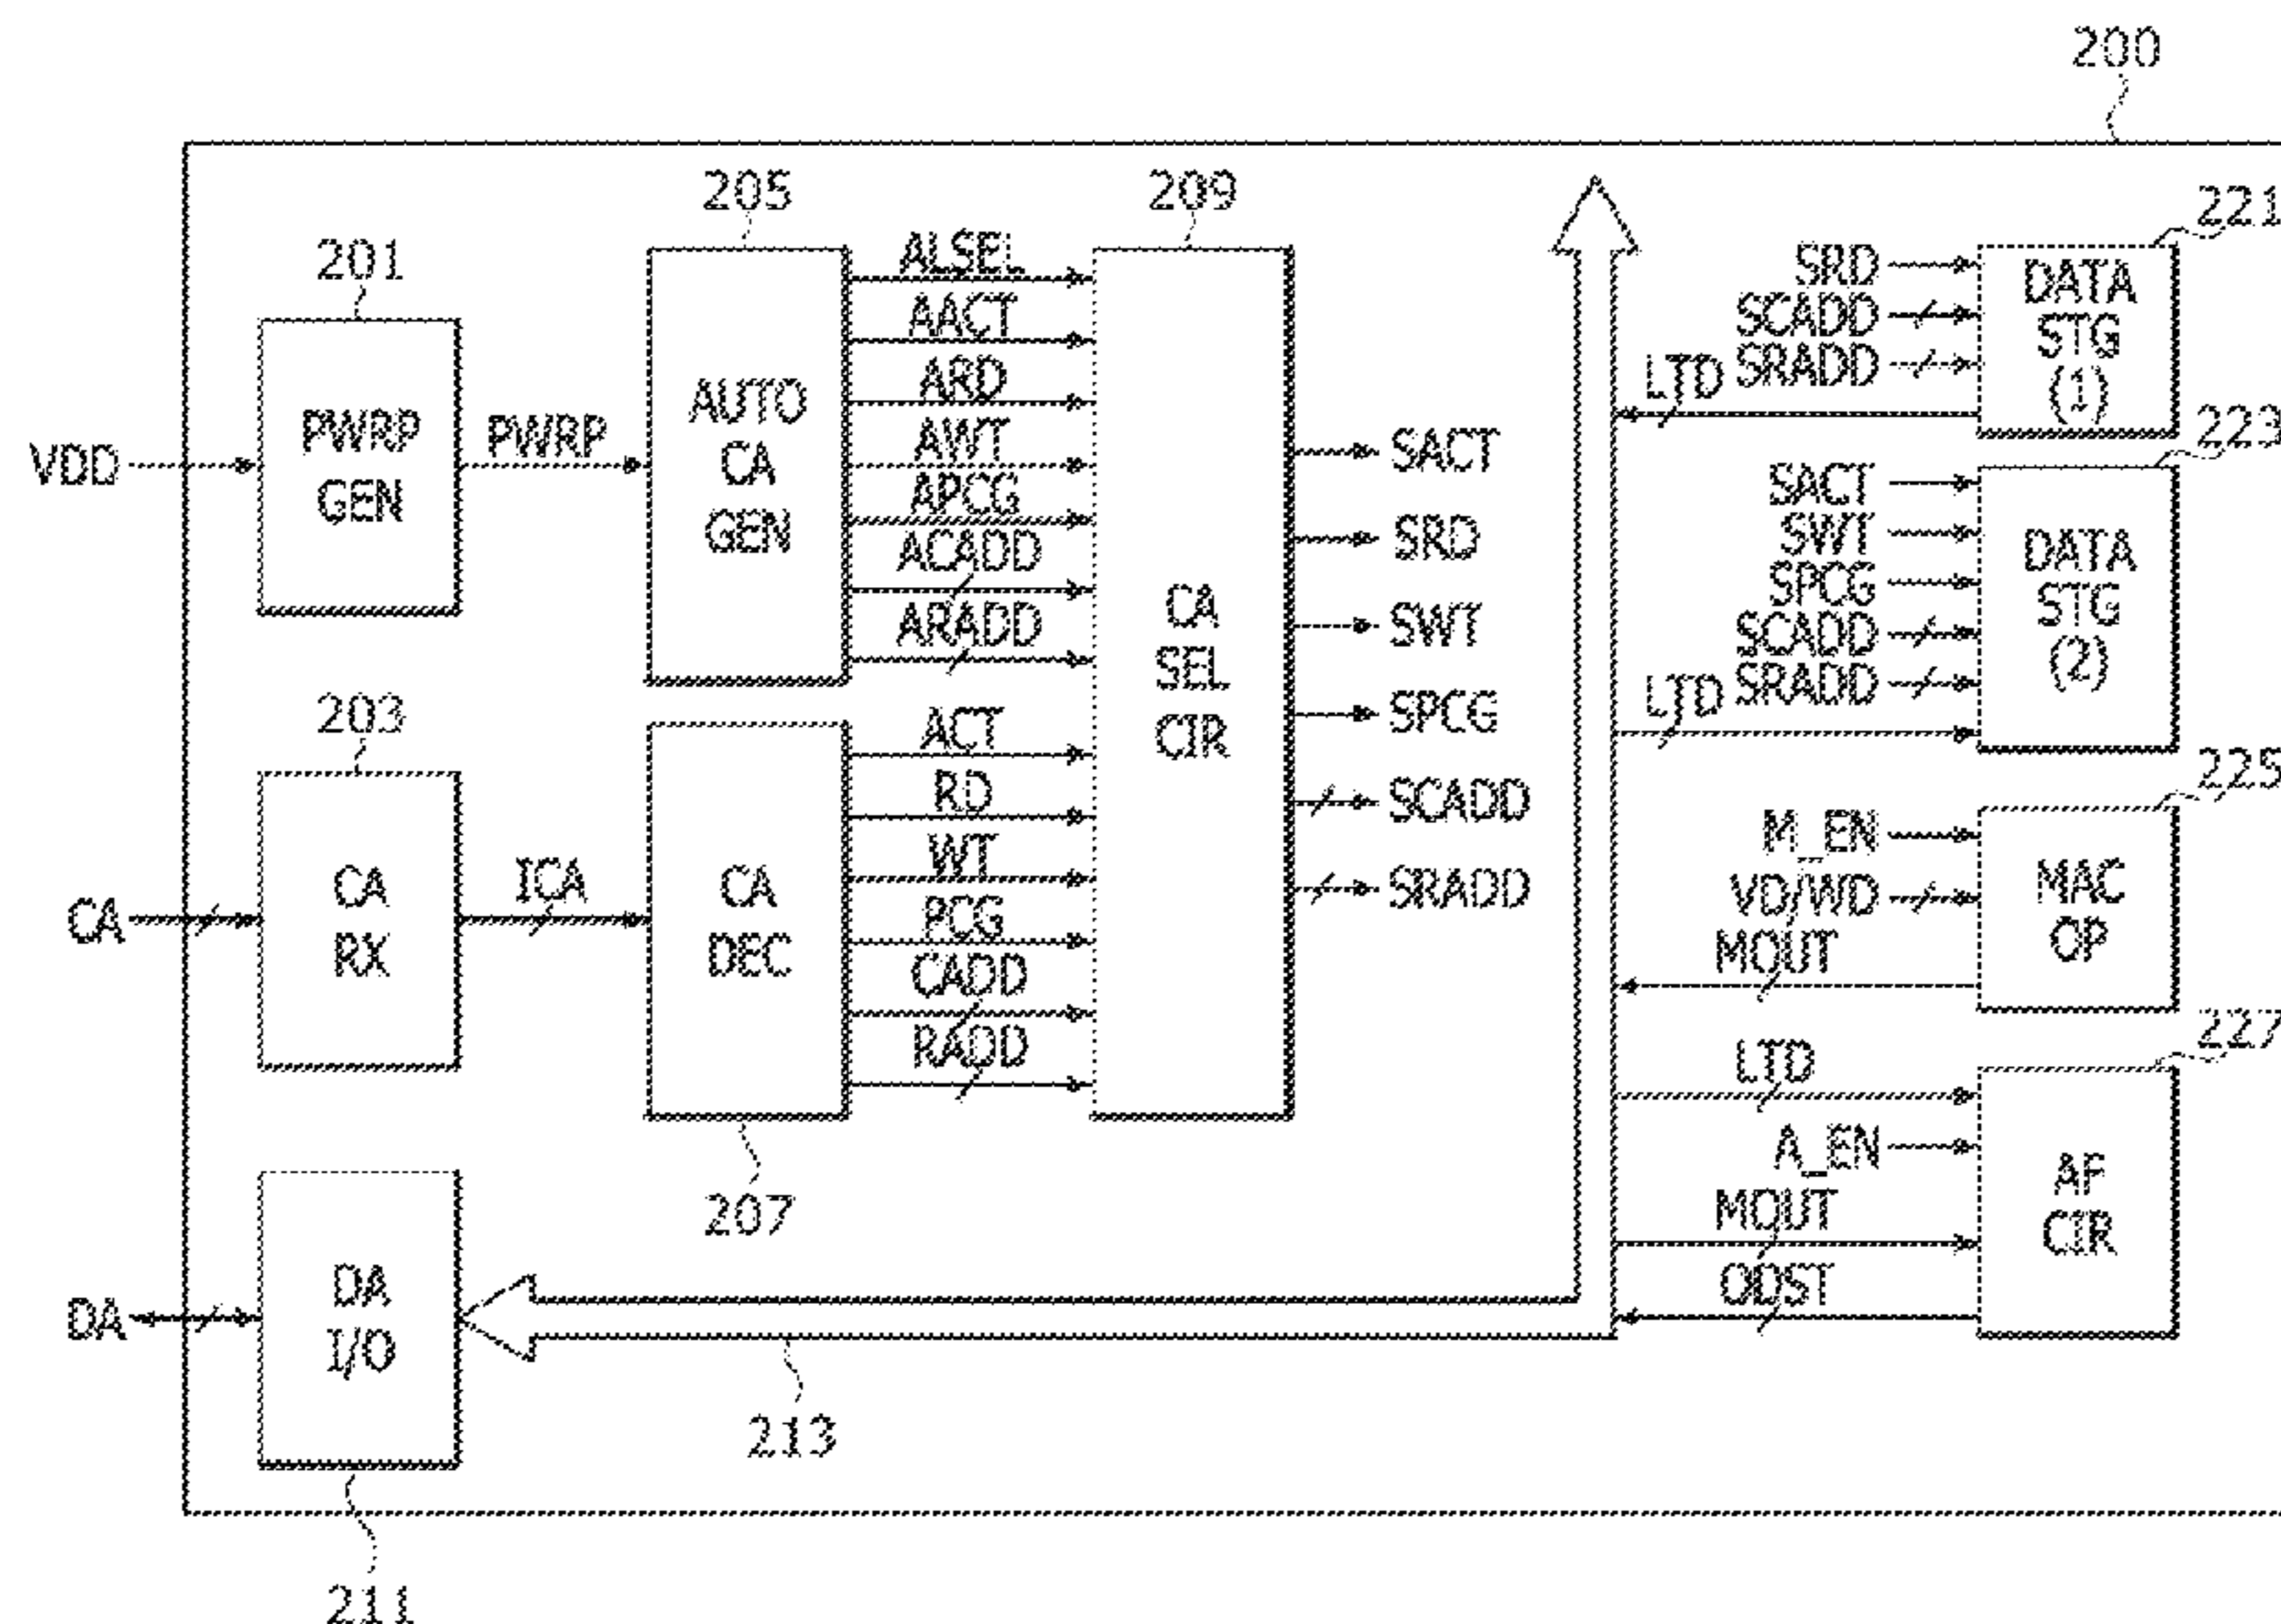 200
201
PWRP
GEN
VDD
PWRP
203
CA
RX
CA
ICA
205
AUTO
CA
GEN
ALSEL
AACT
ARD
AWT
APCG
ACADD
ARADD
CA
DEC
207
ACT
RD
WT
PCG
CADD
RADD
209
CA
SEL
CIR
SACT
SRD
SWT
SPCG
SCADD
SRADD
DA
DA
I/O
211
213
221
DATA
STG
(1)
SRD
SCADD
SRADD
LTD
223
DATA
STG
(2)
SACT
SWT
SPCG
SCADD
SRADD
LTD
225
MAC
OP
M_EN
VD/WD
MOUT
227
AF
CIR
LTD
A_EN
MOUT
ODST